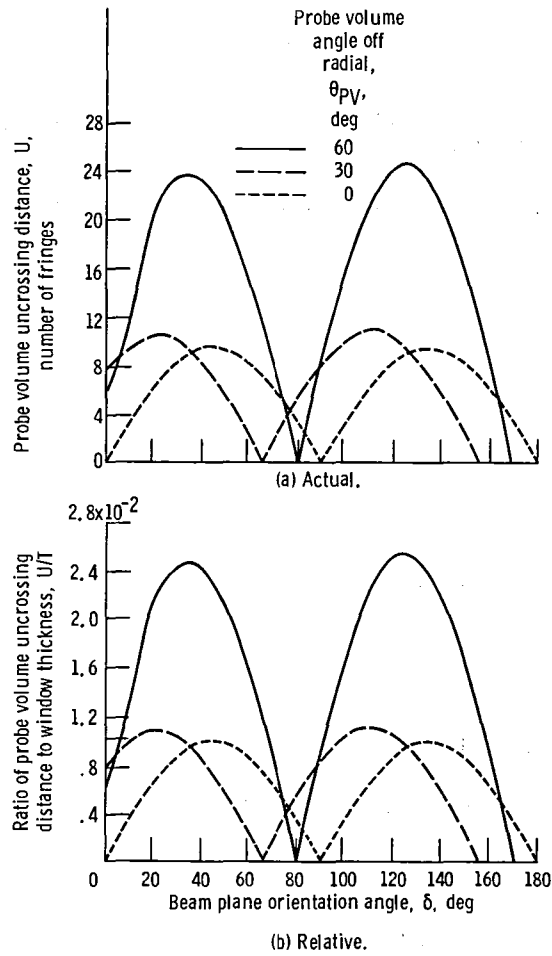 Probe volume
angle off
radial,
θPV,
deg
60
30
0
Probe volume uncrossing distance, U,
number of fringes
28
24
20
16
12
8
4
0
(a) Actual.
Ratio of probe volume uncrossing
distance to window thickness, U/T
2.8x10-2
2.4
2.0
1.6
1.2
.8
.4
0 20 40 60 80 100 120 140 160 180
Beam plane orientation angle, δ, deg
(b) Relative.